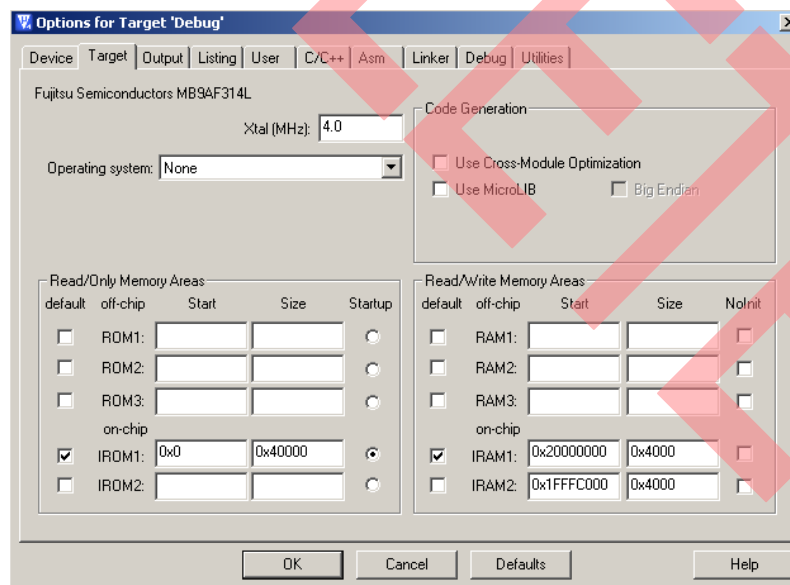 Options for Target 'Debug'
Device Target Output Listing User C/C++ Asm Linker Debug Utilities
Fujitsu Semiconductors MB9AF314L
Xtal (MHz): 4.0
Operating system: None
Code Generation
Use Cross-Module Optimization
Use MicroLIB Big Endian
Read/Only Memory Areas
default off-chip Start Size Startup
ROM1:
ROM2:
ROM3:
on-chip
IROM1: 0x0 0x40000
IROM2:
Read/Write Memory Areas
default off-chip Start Size NoInit
RAM1:
RAM2:
RAM3:
on-chip
IRAM1: 0x20000000 0x4000
IRAM2: 0x1FFFC000 0x4000
OK Cancel Defaults Help